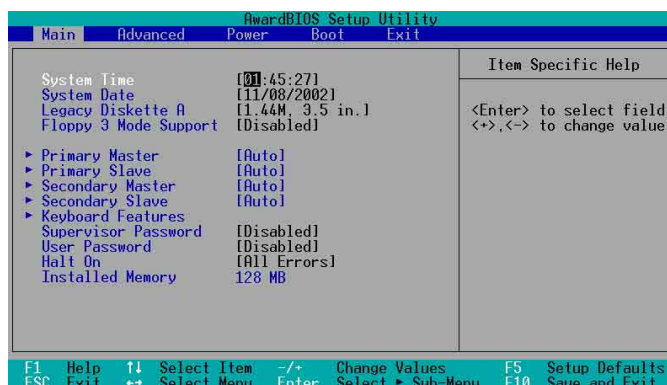 AwardBIOS Setup Utility
Main Advanced Power Boot Exit
Item Specific Help
System Time [01:45:27]
System Date [11/08/2002]
Legacy Diskette A [1.44M, 3.5 in.]
Floppy 3 Mode Support [Disabled]
<Enter> to select field
<+>,<-> to change value
▶ Primary Master [Auto]
▶ Primary Slave [Auto]
▶ Secondary Master [Auto]
▶ Secondary Slave [Auto]
▶ Keyboard Features
Supervisor Password [Disabled]
User Password [Disabled]
Halt On [All Errors]
Installed Memory 128 MB
F1 Help ↑↓ Select Item -/+ Change Values F5 Setup Defaults
ESC Exit ←→ Select Menu Enter Select ▶ Sub-Menu F10 Save and Exit